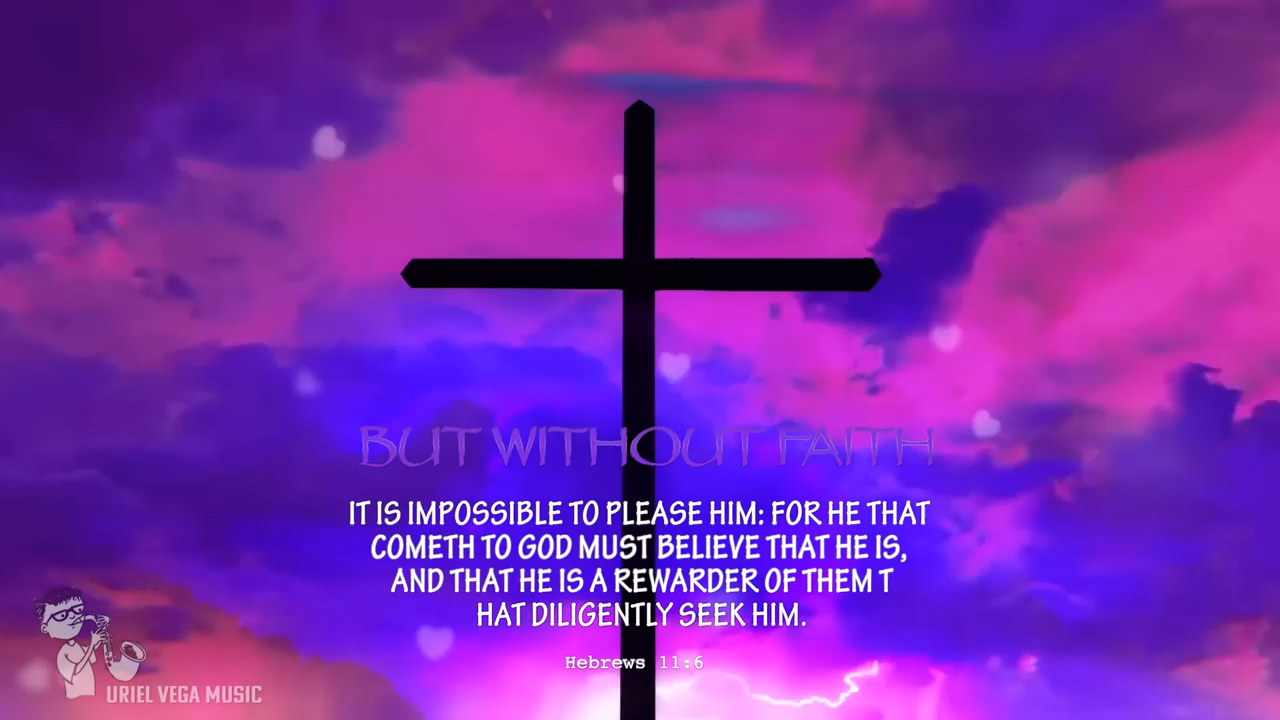 BUT WITHOUT FAITH
IT IS IMPOSSIBLE TO PLEASE HIM: FOR HE THAT
COMETH TO GOD MUST BELIEVE THAT HE IS,
AND THAT HE IS A REWARDER OF THEM T
HAT DILIGENTLY SEEK HIM.
Hebrews 11:6
URIEL VEGA MUSIC